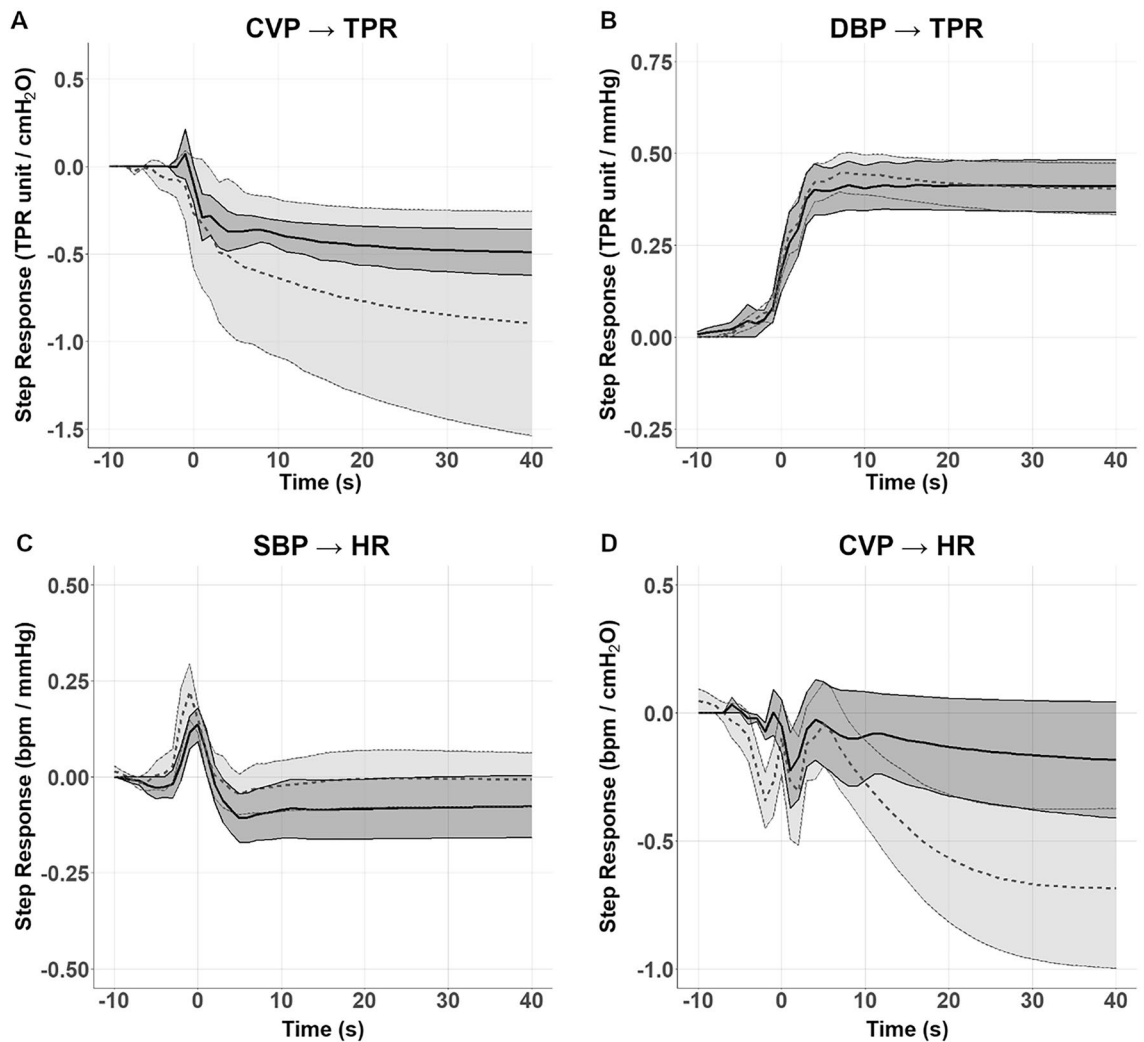 A
CVP → TPR
Step Response (TPR unit / cmH₂O)
0.5
0.0
-0.5
-1.0
-1.5
-10 0 10 20 30 40
Time (s)
B
DBP → TPR
Step Response (TPR unit / mmHg)
0.75
0.50
0.25
0.00
-0.25
-10 0 10 20 30 40
Time (s)
C
SBP → HR
Step Response (bpm / mmHg)
0.50
0.25
0.00
-0.25
-0.50
-10 0 10 20 30 40
Time (s)
D
CVP → HR
Step Response (bpm / cmH₂O)
0.5
0.0
-0.5
-1.0
-10 0 10 20 30 40
Time (s)